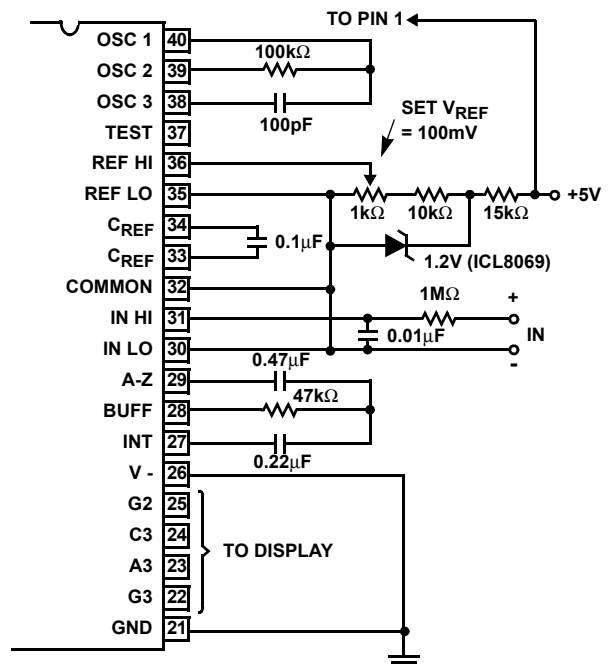 TO PIN 1
OSC 1 40
100kΩ
OSC 2 39
OSC 3 38
100pF
TEST 37
SET VREF
= 100mV
REF HI 36
REF LO 35
1kΩ 10kΩ 15kΩ
+5V
CREF 34
0.1μF
CREF 33
1.2V (ICL8069)
COMMON 32
1MΩ
IN HI 31
+
0.01μF
IN
IN LO 30
-
0.47μF
A-Z 29
47kΩ
BUFF 28
INT 27
0.22μF
V - 26
G2 25
C3 24
TO DISPLAY
A3 23
G3 22
GND 21